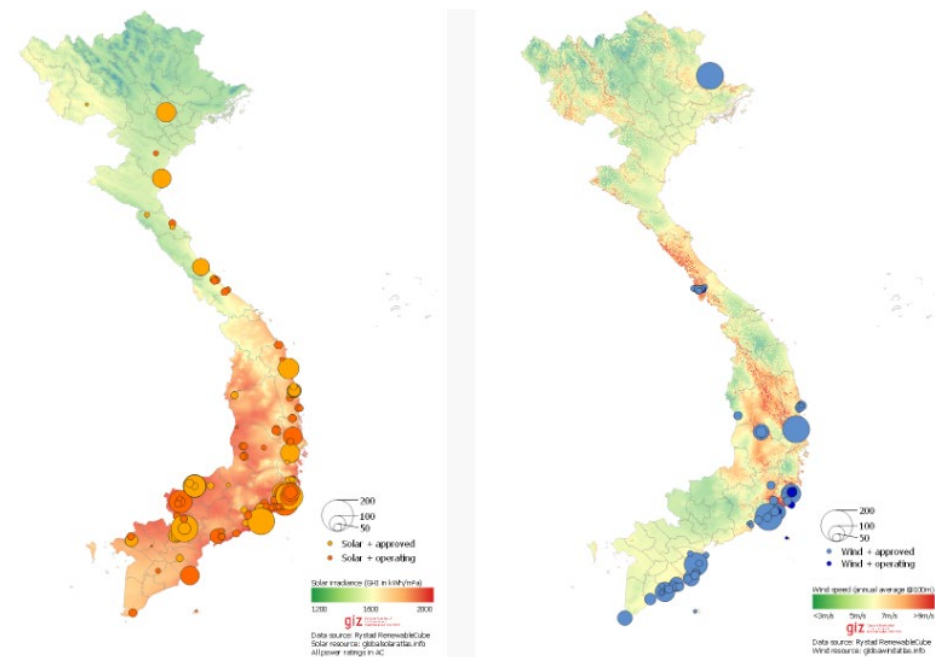 200
100
50
Solar + approved
Solar + operating
Solar irradiance (GHI in kWh/m²a)
1200 1600 2000
giz
Data source: Rystad RenewableCube
Solar resource: globalsolaratlas.info
All power ratings in AC
200
100
50
Wind + approved
Wind + operating
Wind speed (annual average @100m)
<3m/s 5m/s 7m/s >9m/s
giz
Data source: Rystad RenewableCube
Wind resource: globalwindatlas.info